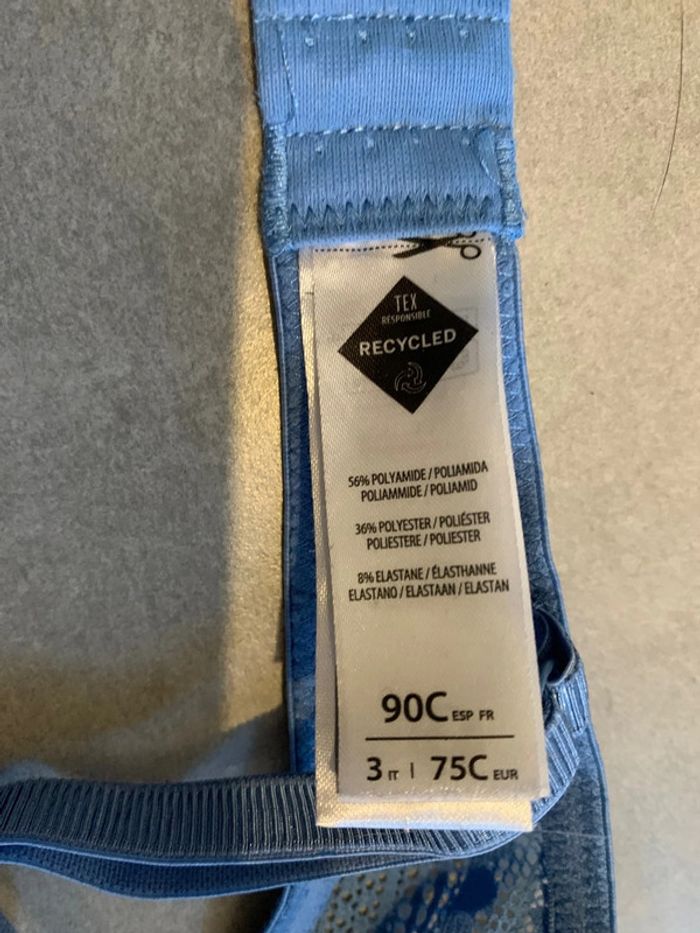 TEX
RESPONSIBLE
RECYCLED
56% POLYAMIDE / POLIAMIDA
POLIAMMIDE / POLIAMID
36% POLYESTER / POLIÉSTER
POLIESTERE / POLIESTER
8% ELASTANE / ÉLASTHANNE
ELASTANO / ELASTAAN / ELASTAN
90C ESP FR
3 IT | 75C EUR